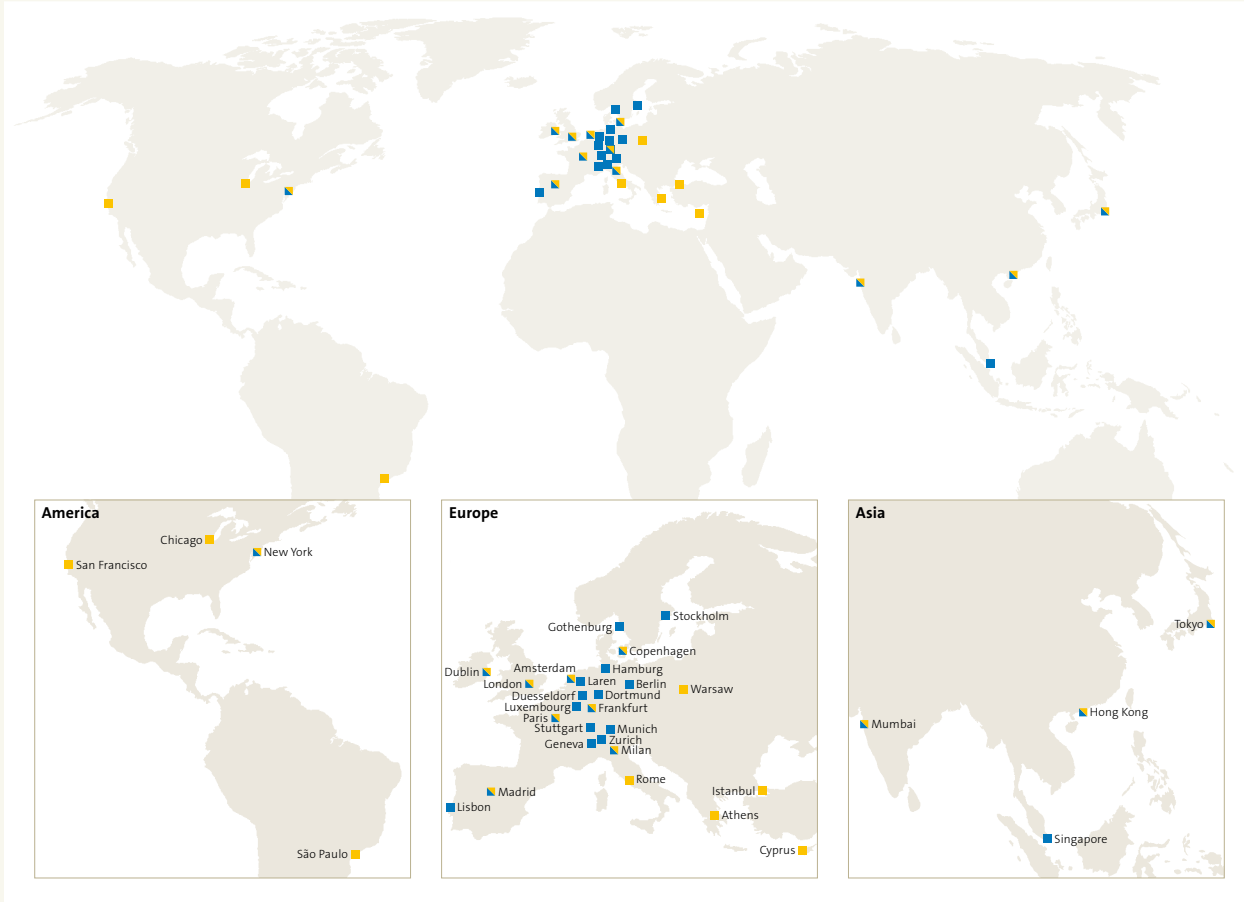 America
Chicago
New York
San Francisco
São Paulo
Europe
Stockholm
Gothenburg
Copenhagen
Dublin
Amsterdam
Hamburg
London
Laren
Berlin
Warsaw
Duesseldorf
Dortmund
Luxembourg
Frankfurt
Paris
Stuttgart
Munich
Geneva
Zurich
Milan
Rome
Madrid
Istanbul
Lisbon
Athens
Cyprus
Asia
Tokyo
Hong Kong
Mumbai
Singapore